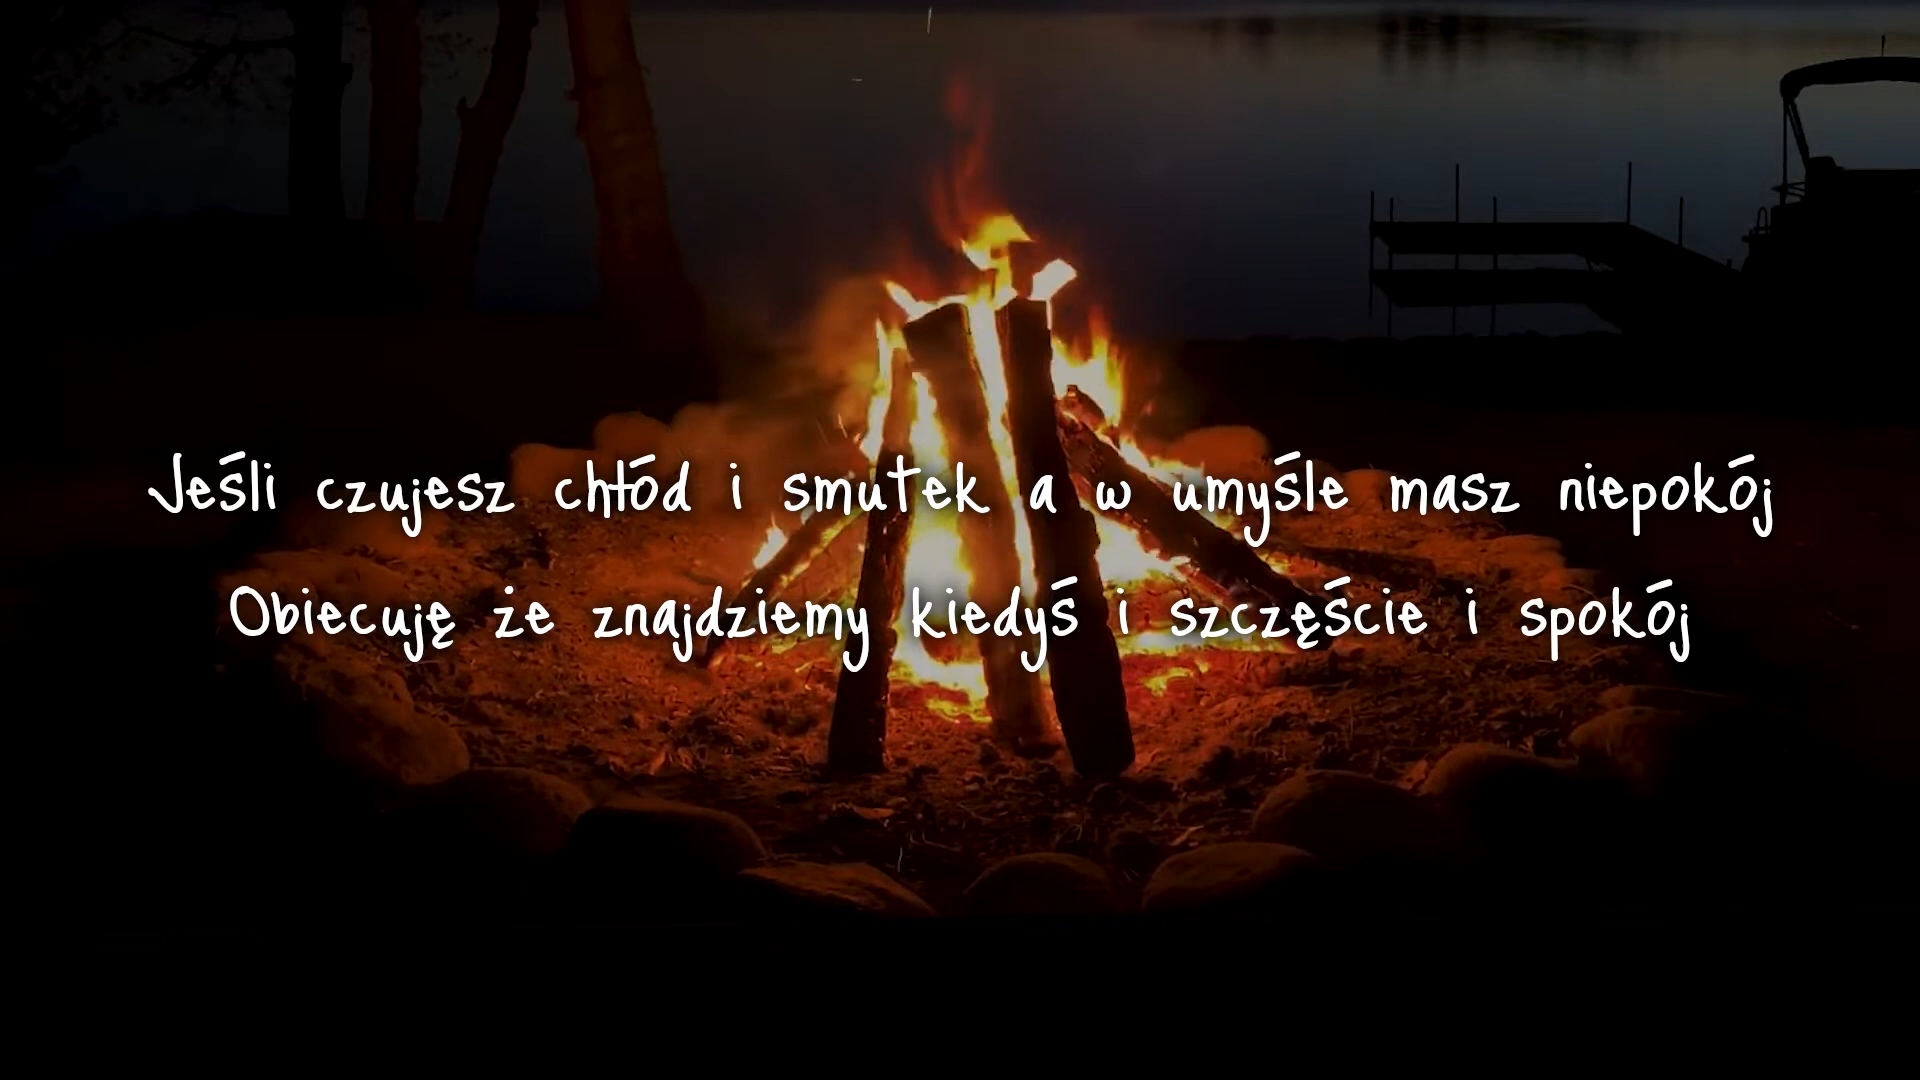 Jeśli czujesz chłód i smutek a w umyśle masz niepokój
Obiecuję że znajdziemy kiedyś i szczęście i spokój